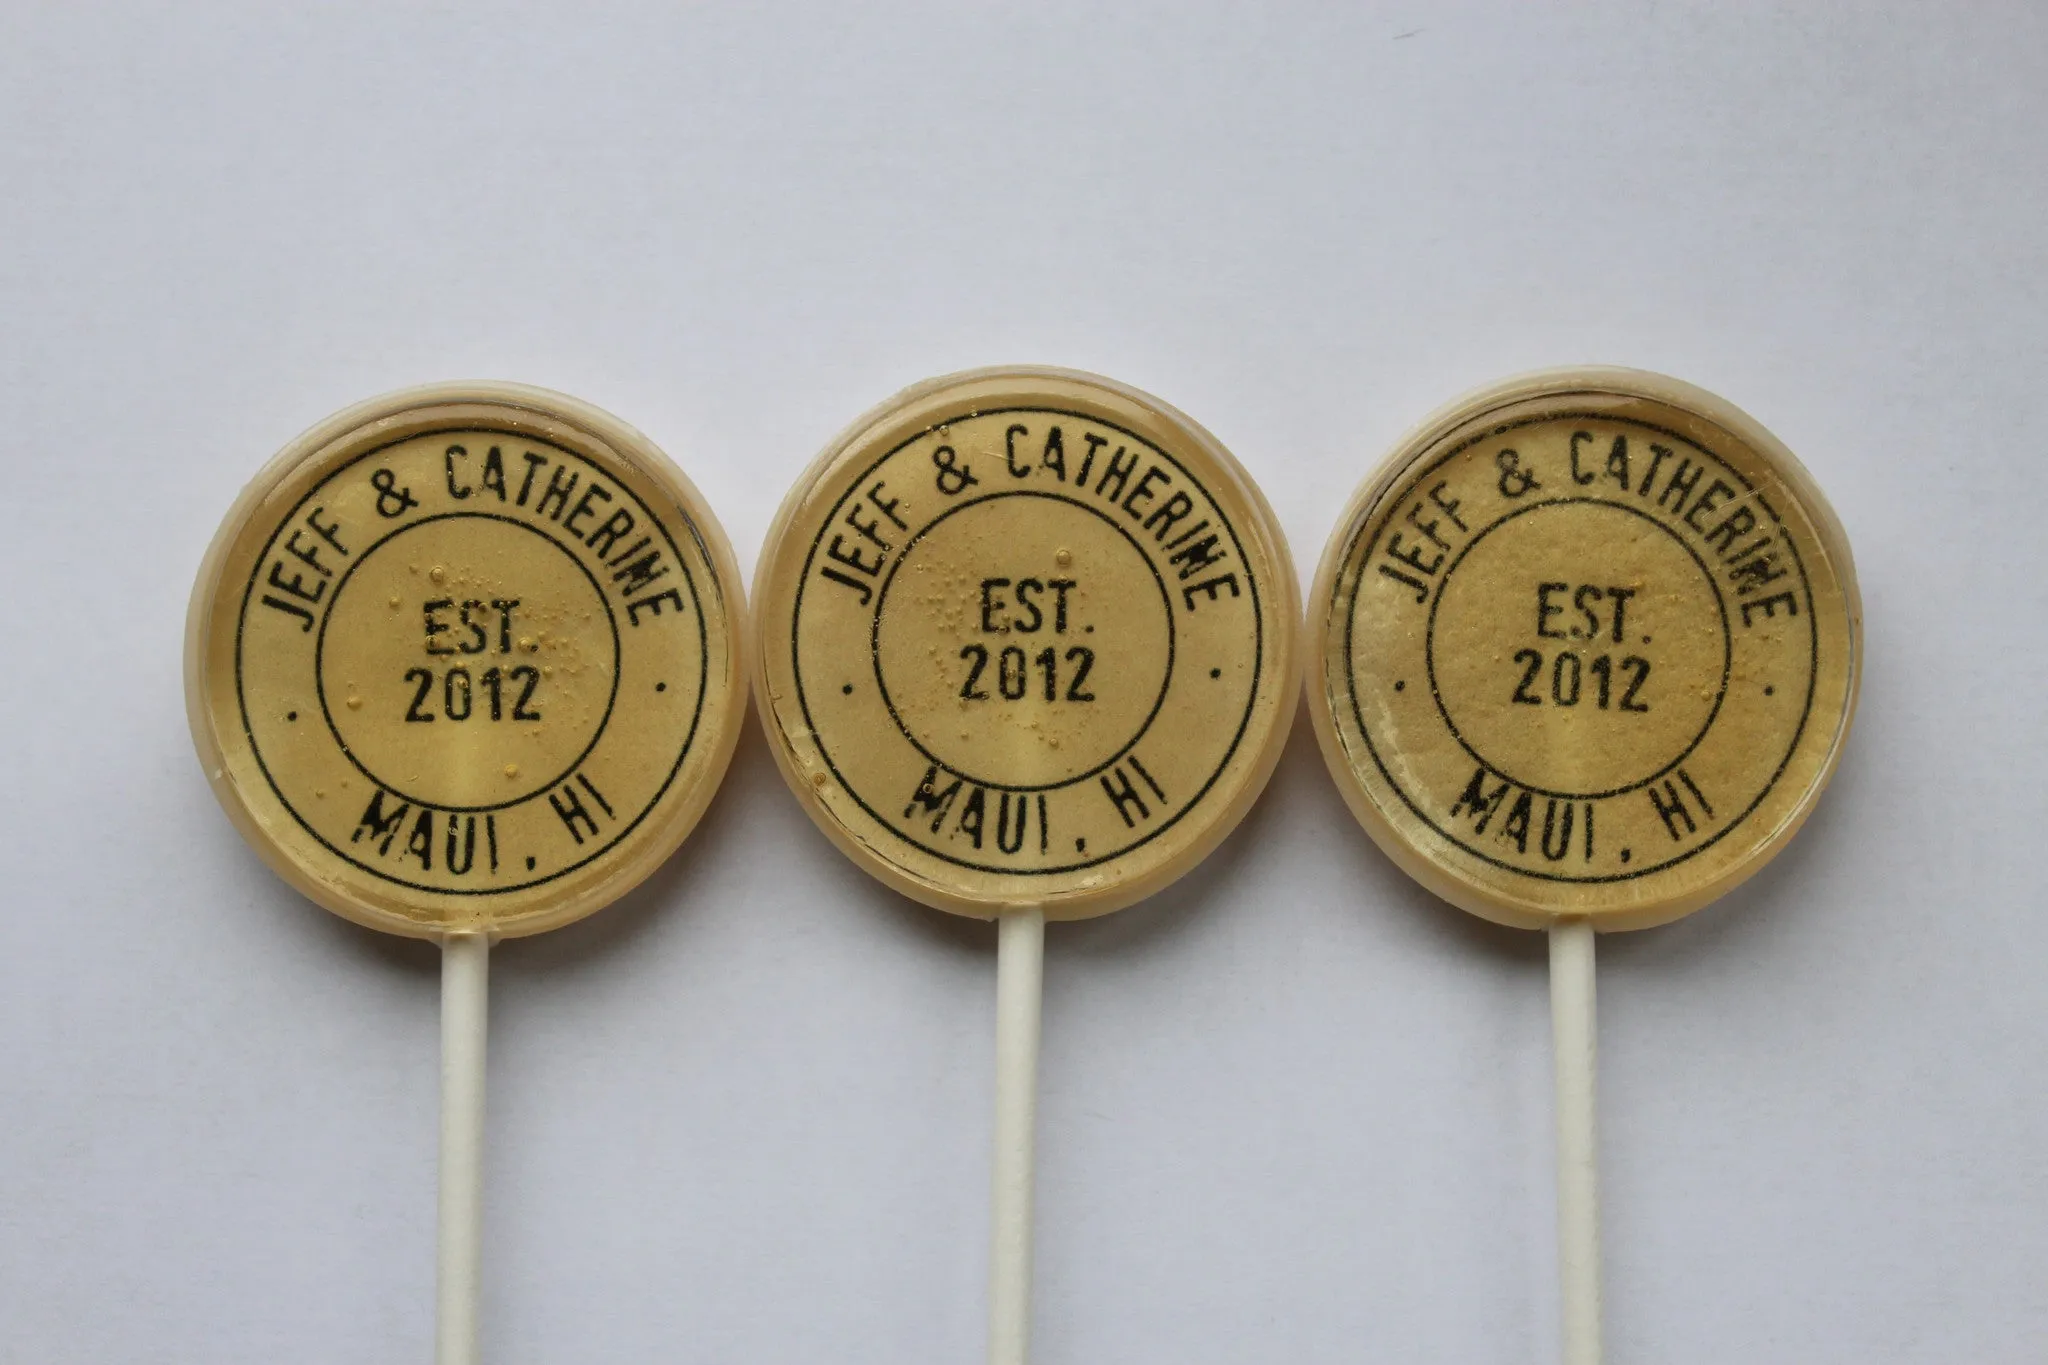 JEFF & CATHERINE
EST.
2012
MAUI, HI
JEFF & CATHERINE
EST.
2012
MAUI, HI
JEFF & CATHERINE
EST.
2012
MAUI, HI